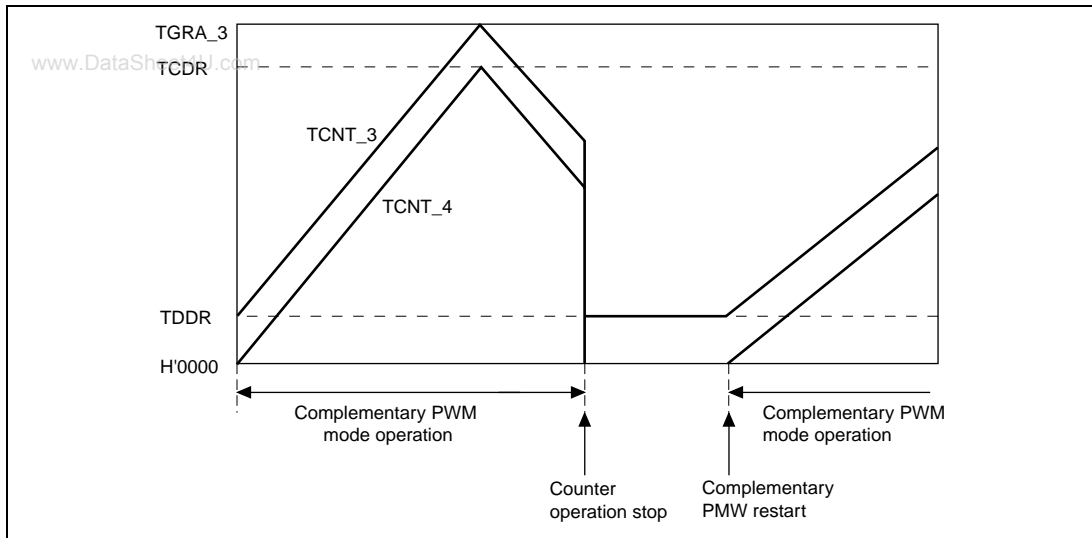 TGRA_3
www.DataSheet4U.com
TCDR
TCNT_3
TCNT_4
TDDR
H'0000
Complementary PWM
mode operation
Complementary PWM
mode operation
Counter
operation stop
Complementary
PMW restart